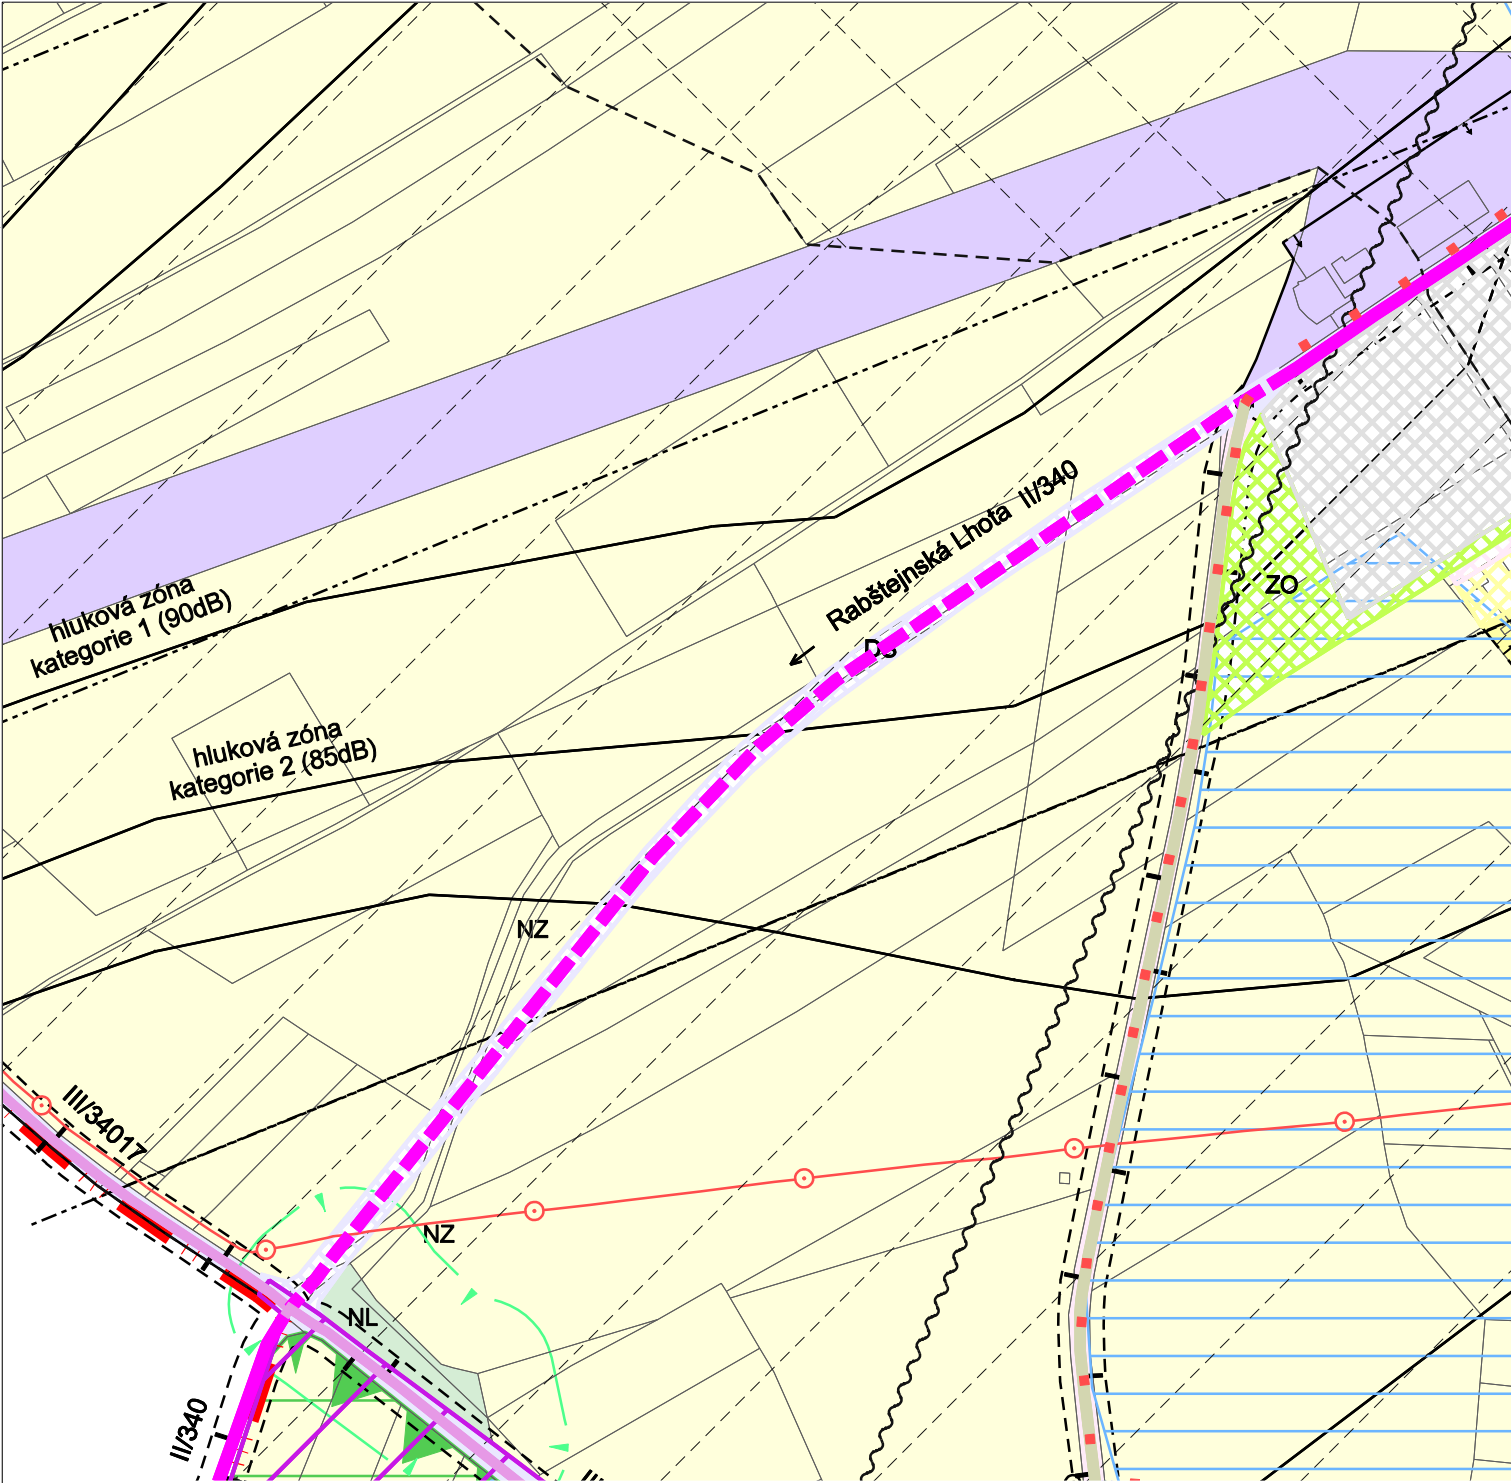 Rabštejnská Lhota II/340
ZO
hluková zóna
kategorie 1 (90dB)
DS
hluková zóna
kategorie 2 (85dB)
NZ
III/34017
NZ
NL
II/340